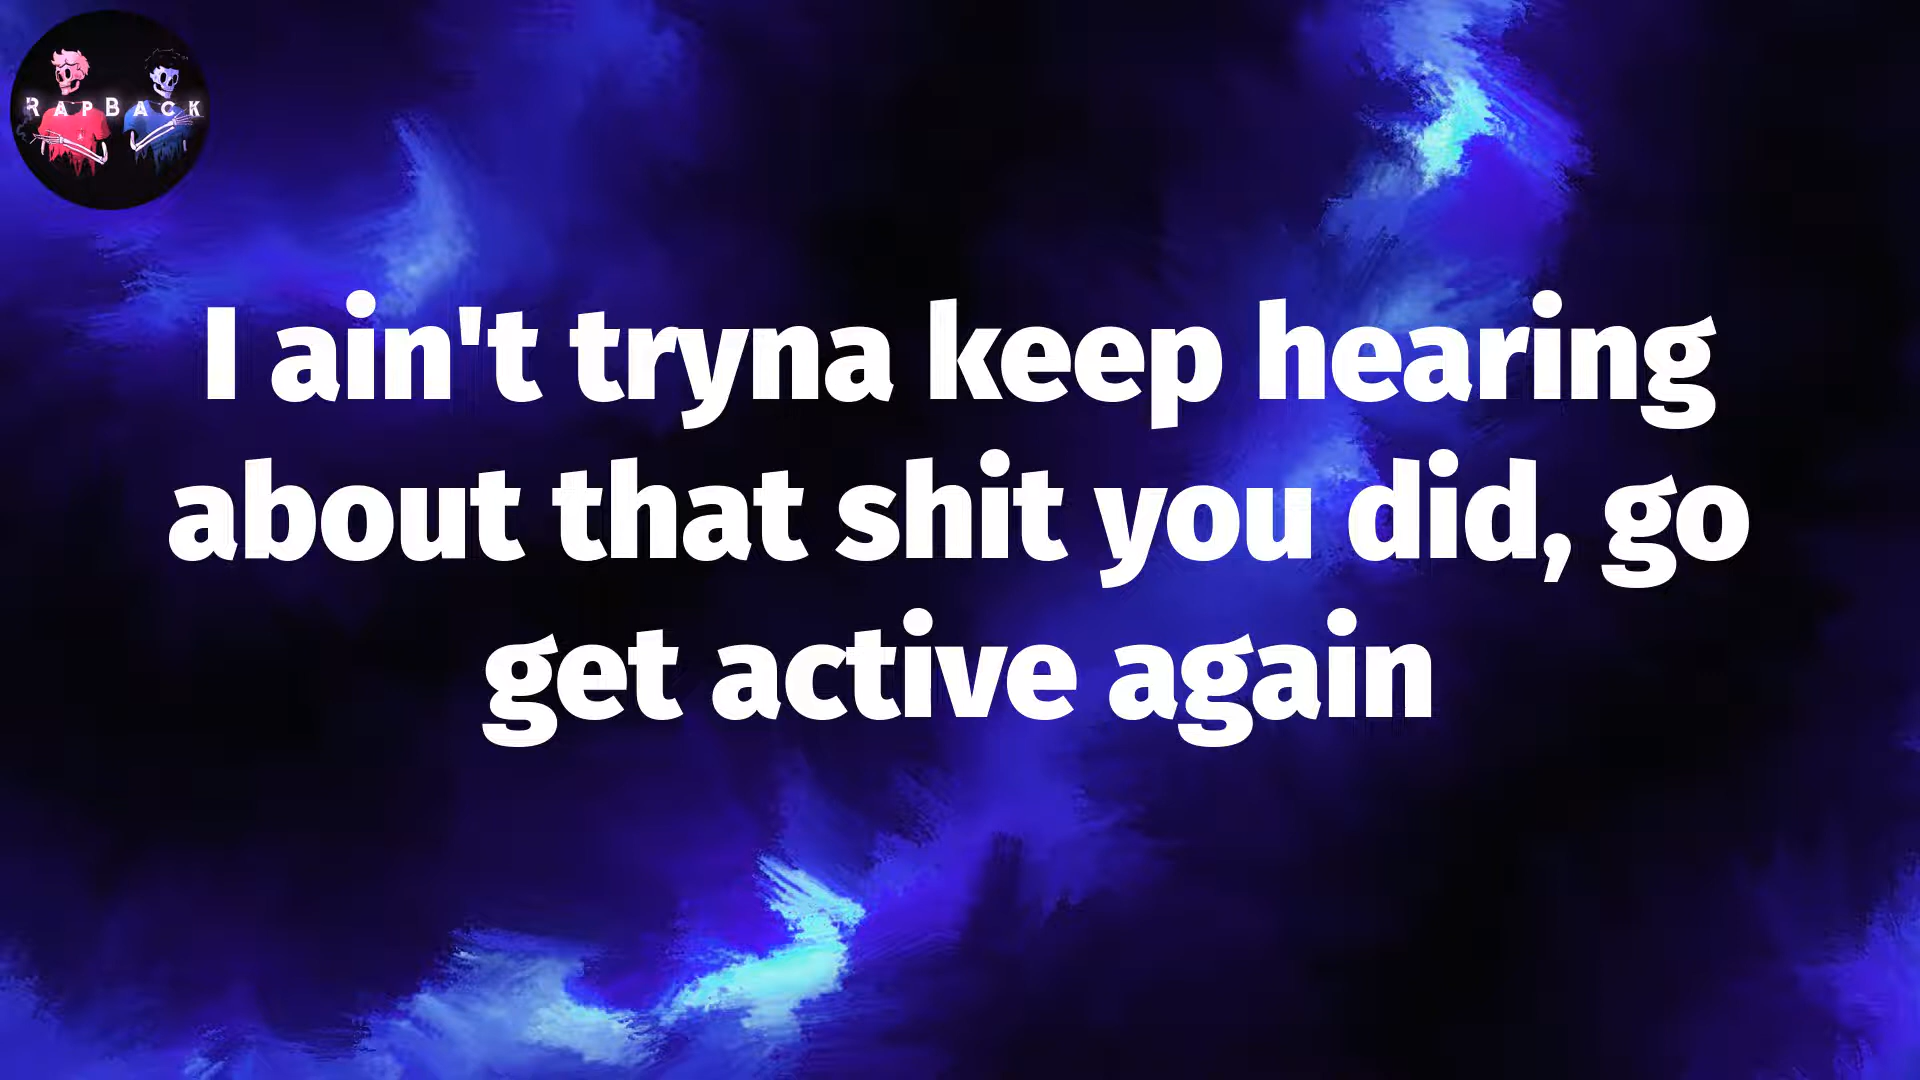 RAPBACK
I ain't tryna keep hearing
about that shit you did, go
get active again